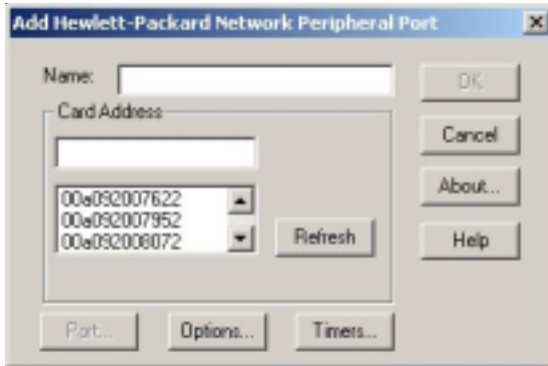 Add Hewlett-Packard Network Peripheral Port
Name:
OK
Card Address
Cancel
00a092007622
About...
00a092007952
00a092008072
Refresh
Help
Port...
Options...
Timers...